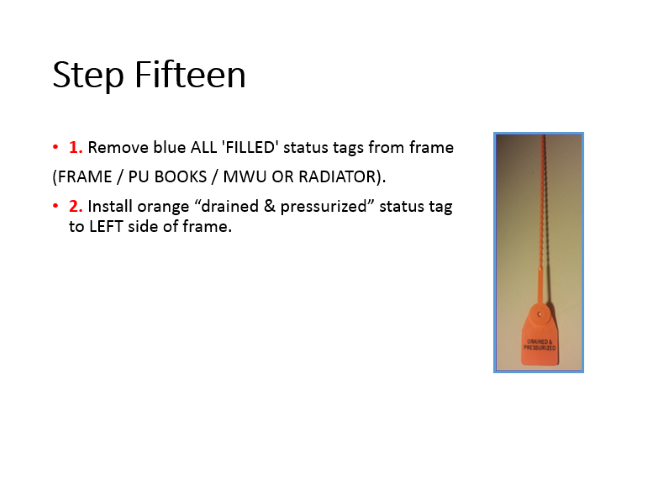 Step Fifteen
• 1. Remove blue ALL 'FILLED' status tags from frame
(FRAME / PU BOOKS / MWU OR RADIATOR).
• 2. Install orange “drained & pressurized” status tag
to LEFT side of frame.
DRAINED &
PRESSURIZED